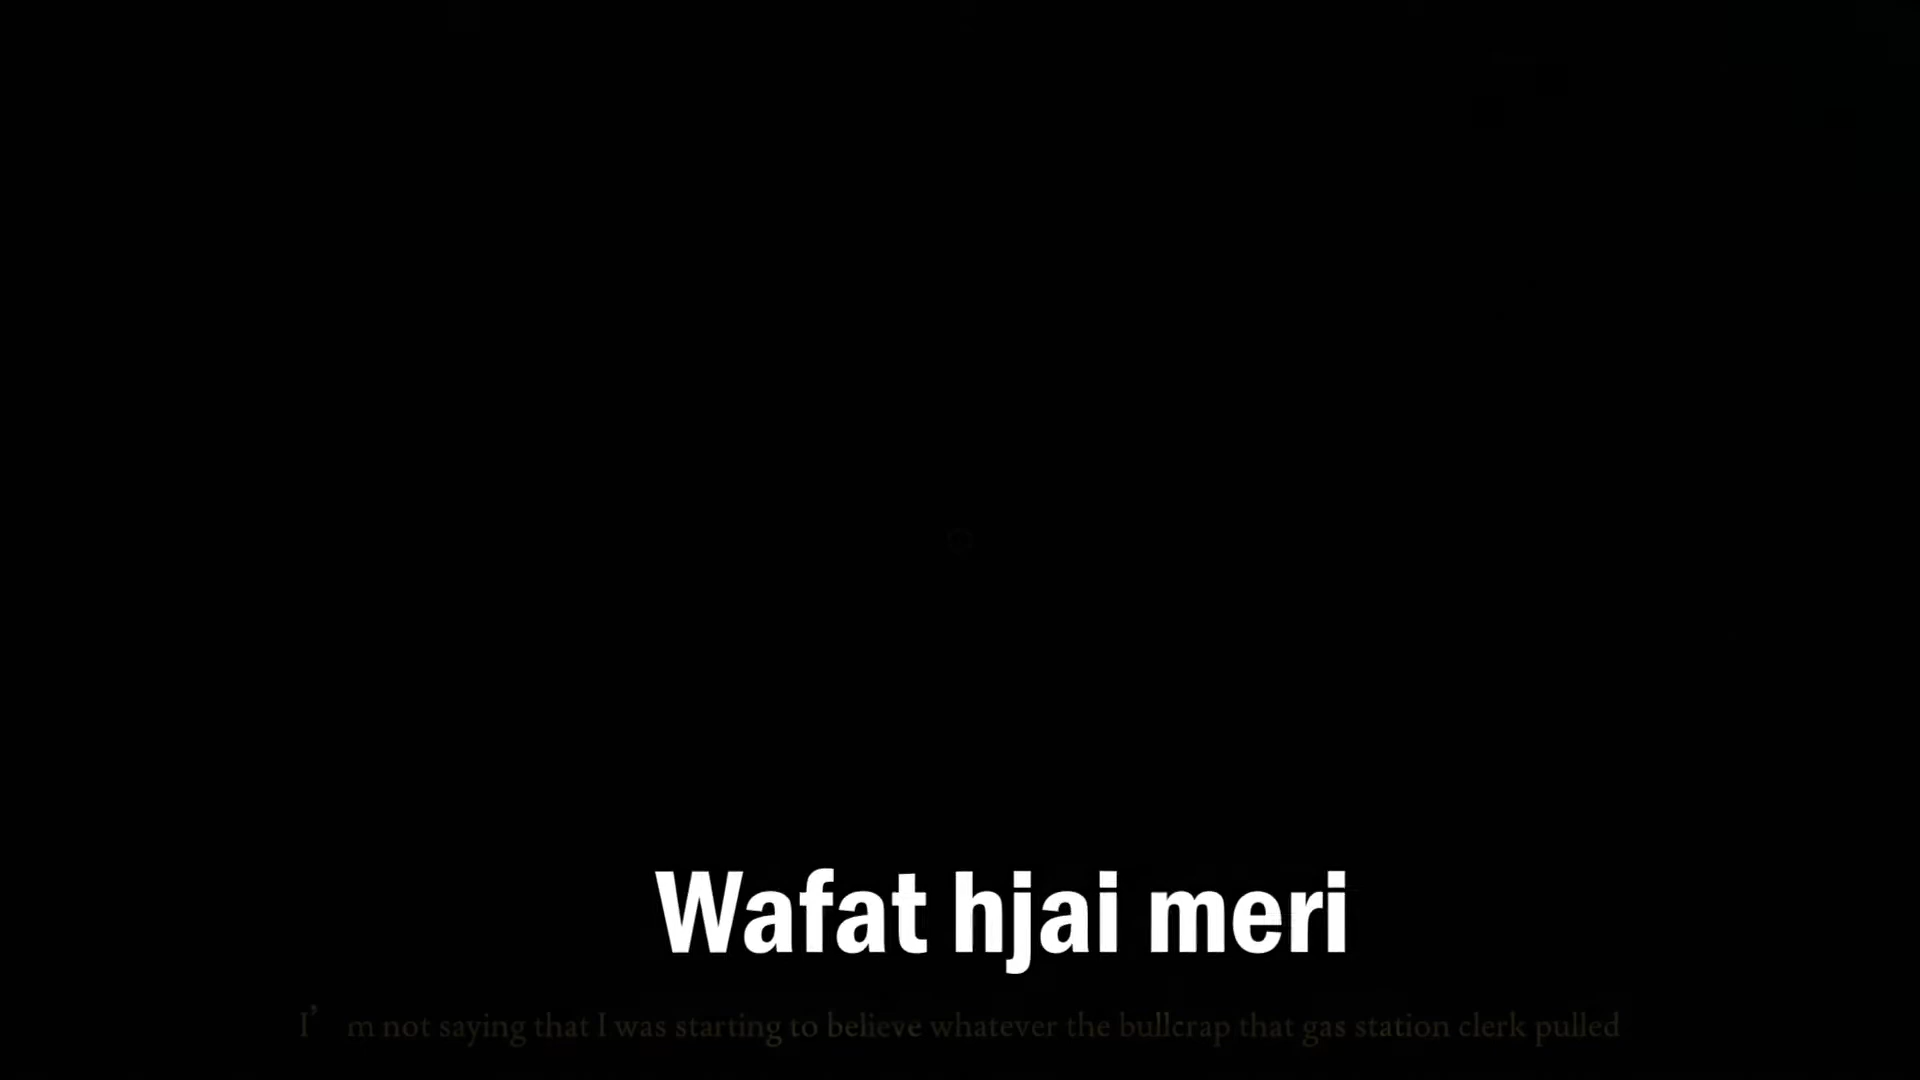 Wafat hjai meri
I’ m not saying that I was starting to believe whatever the bullcrap that gas station clerk pulled